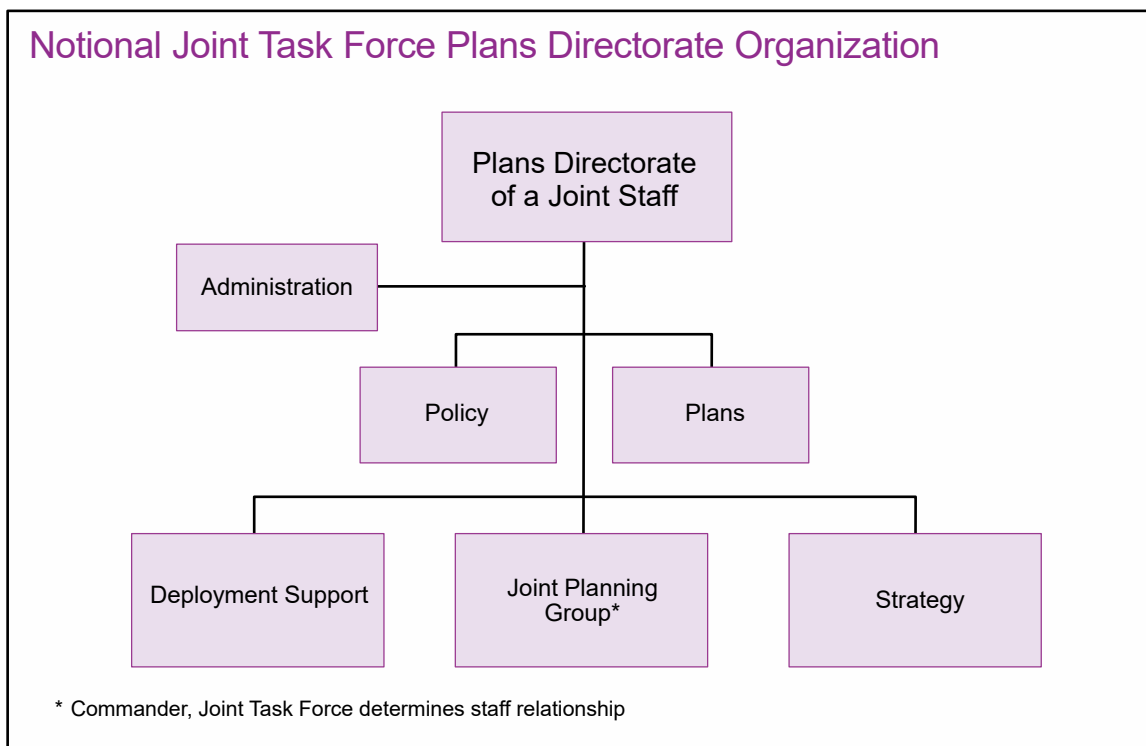 Notional Joint Task Force Plans Directorate Organization
Plans Directorate
of a Joint Staff
Administration
Policy
Plans
Deployment Support
Joint Planning
Group*
Strategy
* Commander, Joint Task Force determines staff relationship